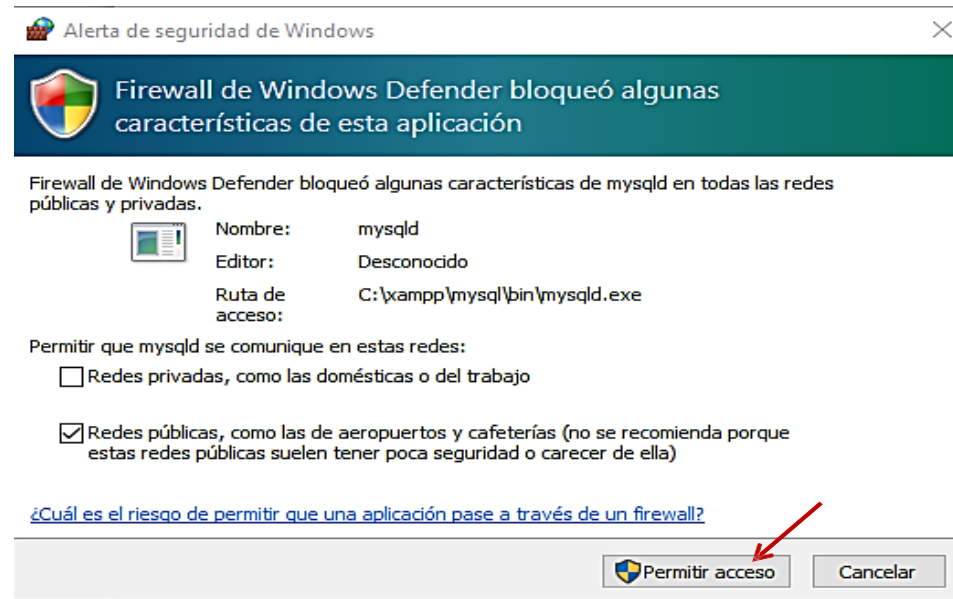 Alerta de seguridad de Windows
Firewall de Windows Defender bloqueó algunas
características de esta aplicación
Firewall de Windows Defender bloqueó algunas características de mysqld en todas las redes
públicas y privadas.
Nombre: mysqld
Editor: Desconocido
Ruta de C:\xampp\mysql\bin\mysqld.exe
acceso:
Permitir que mysqld se comunique en estas redes:
Redes privadas, como las domésticas o del trabajo
Redes públicas, como las de aeropuertos y cafeterías (no se recomienda porque
estas redes públicas suelen tener poca seguridad o carecer de ella)
¿Cuál es el riesgo de permitir que una aplicación pase a través de un firewall?
Permitir acceso Cancelar